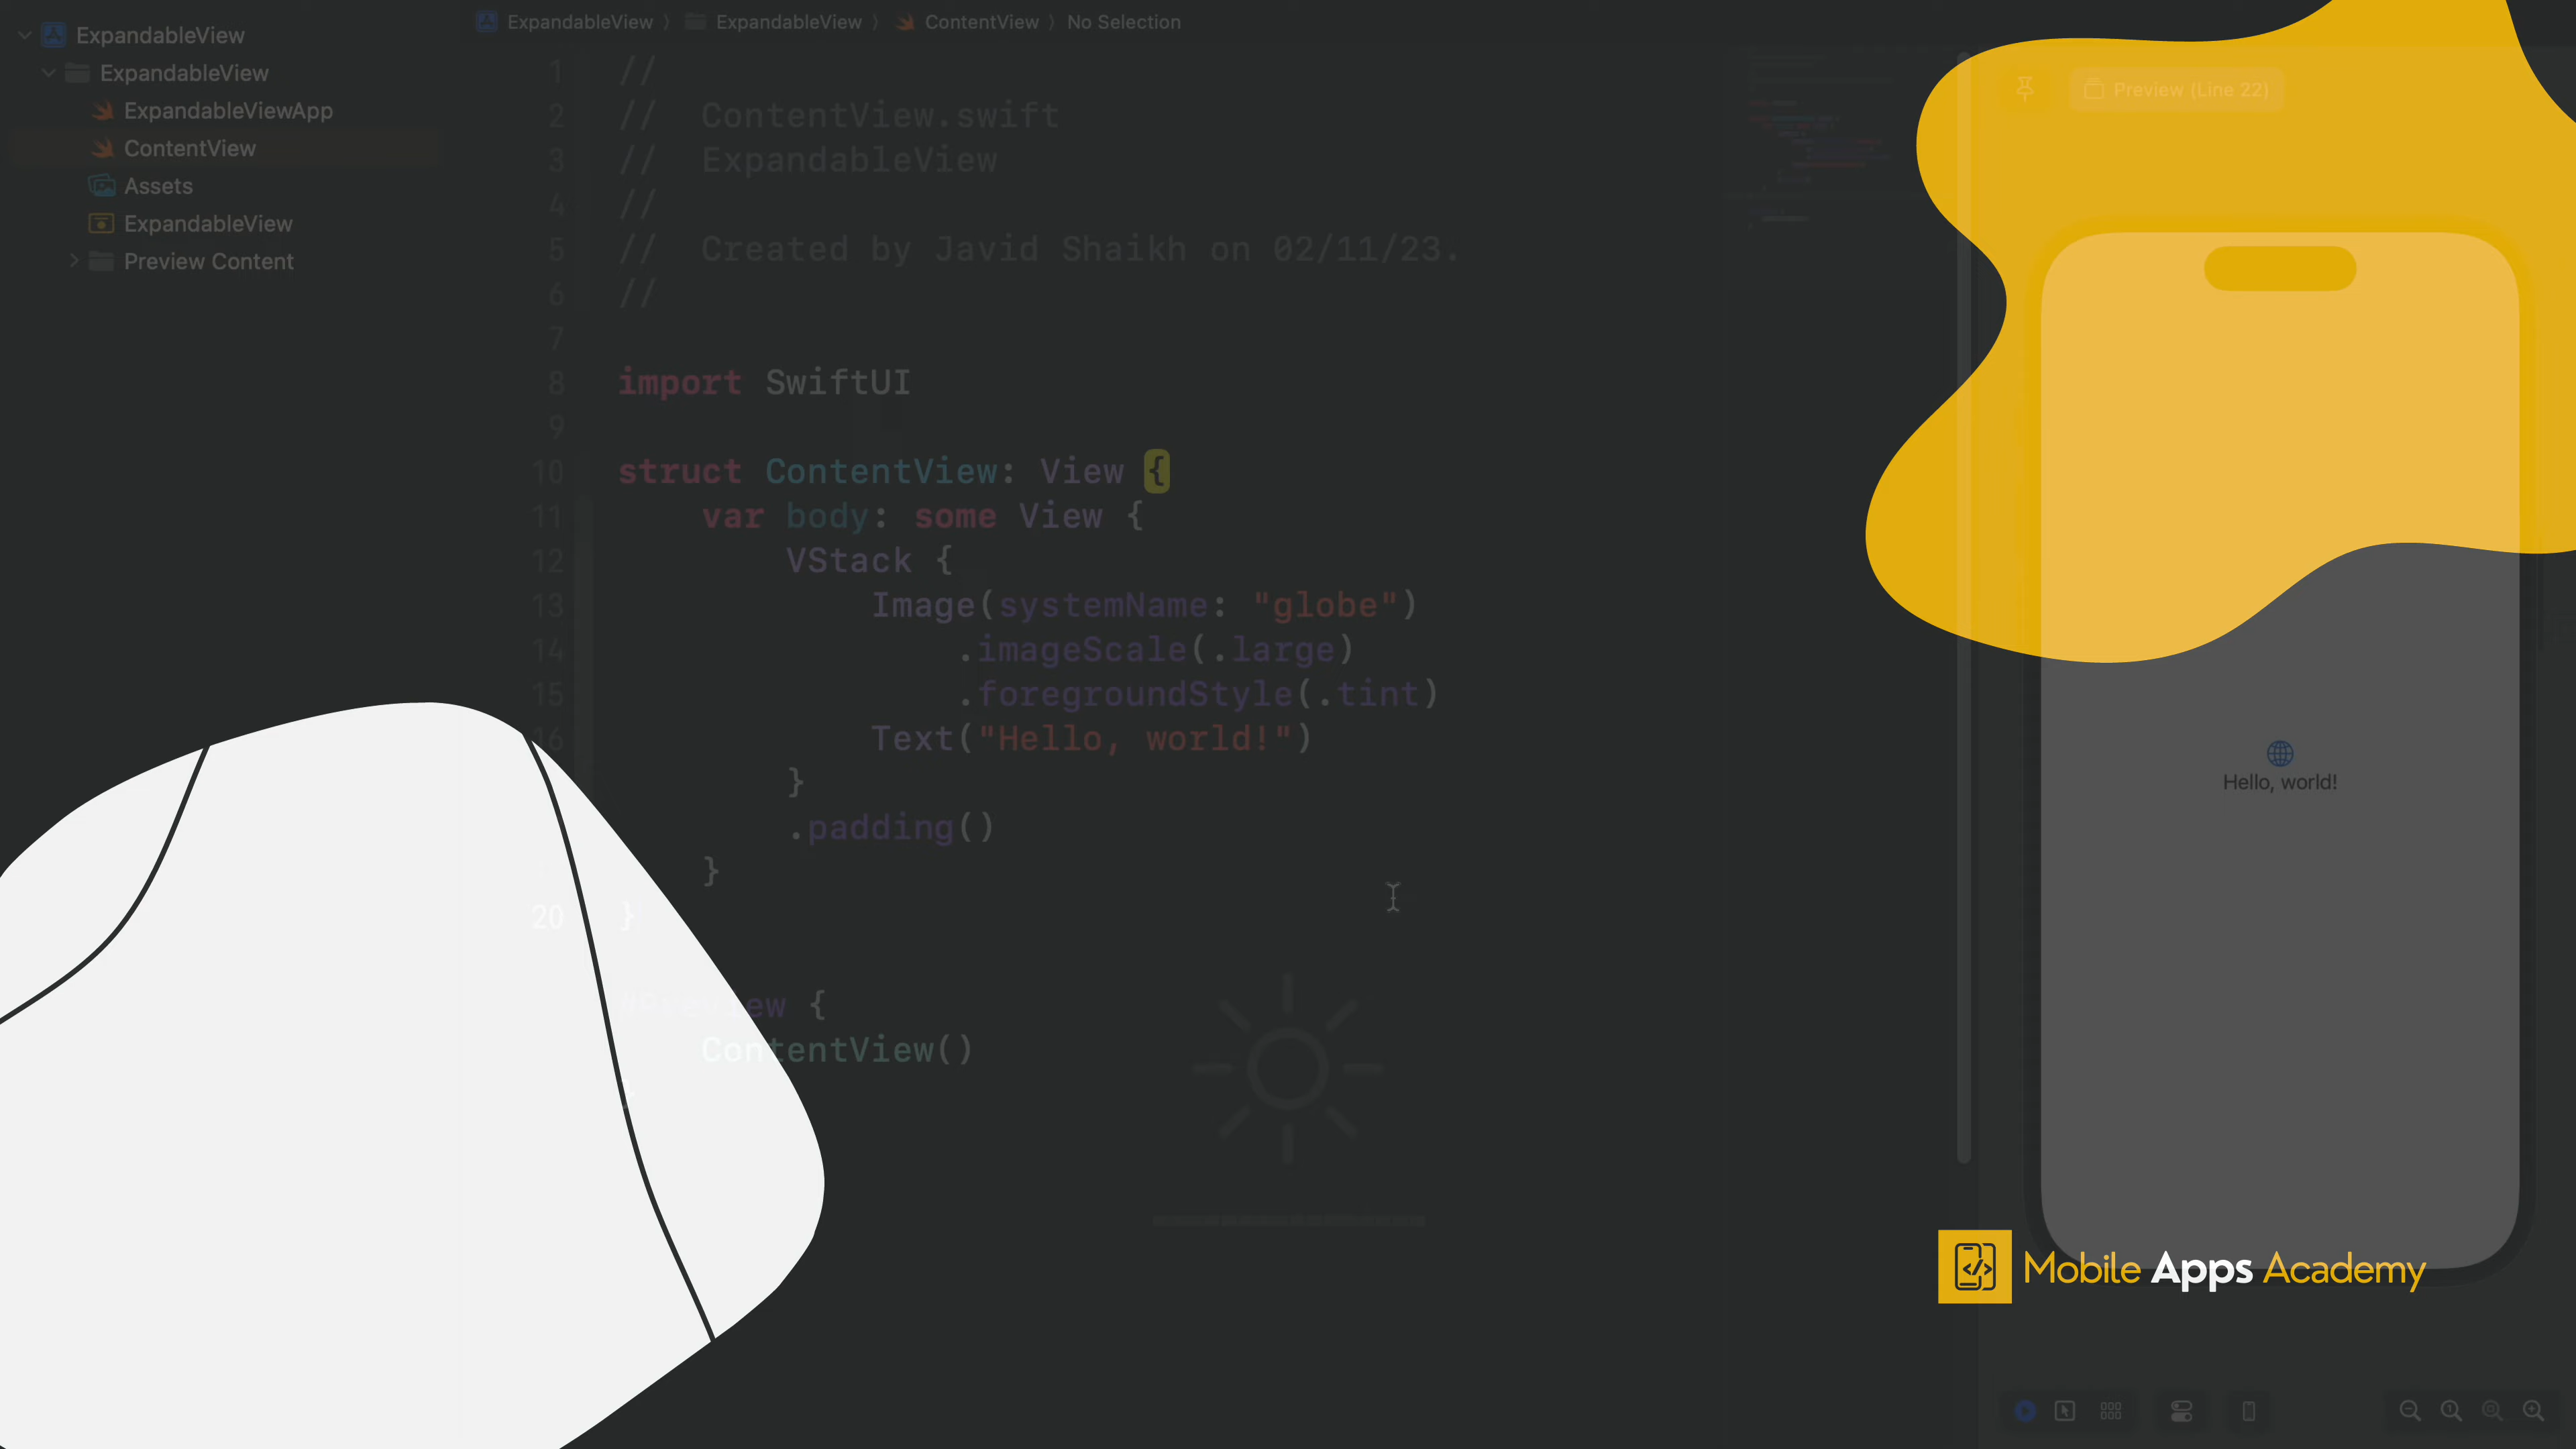 ExpandableView
ExpandableView
ExpandableViewApp
ContentView
Assets
ExpandableView
Preview Content
ExpandableView 〉 ExpandableView 〉 ContentView 〉 No Selection
1 //
2 //  ContentView.swift
3 //  ExpandableView
4 //
5 //  Created by Javid Shaikh on 02/11/23.
6 //
7
8 import SwiftUI
9
10 struct ContentView: View {
11     var body: some View {
12         VStack {
13             Image(systemName: "globe")
14                 .imageScale(.large)
15                 .foregroundStyle(.tint)
16             Text("Hello, world!")
        }
        .padding()
    }
20 }
#Preview {
    ContentView()
Preview (Line 22)
Hello, world!
Mobile Apps Academy